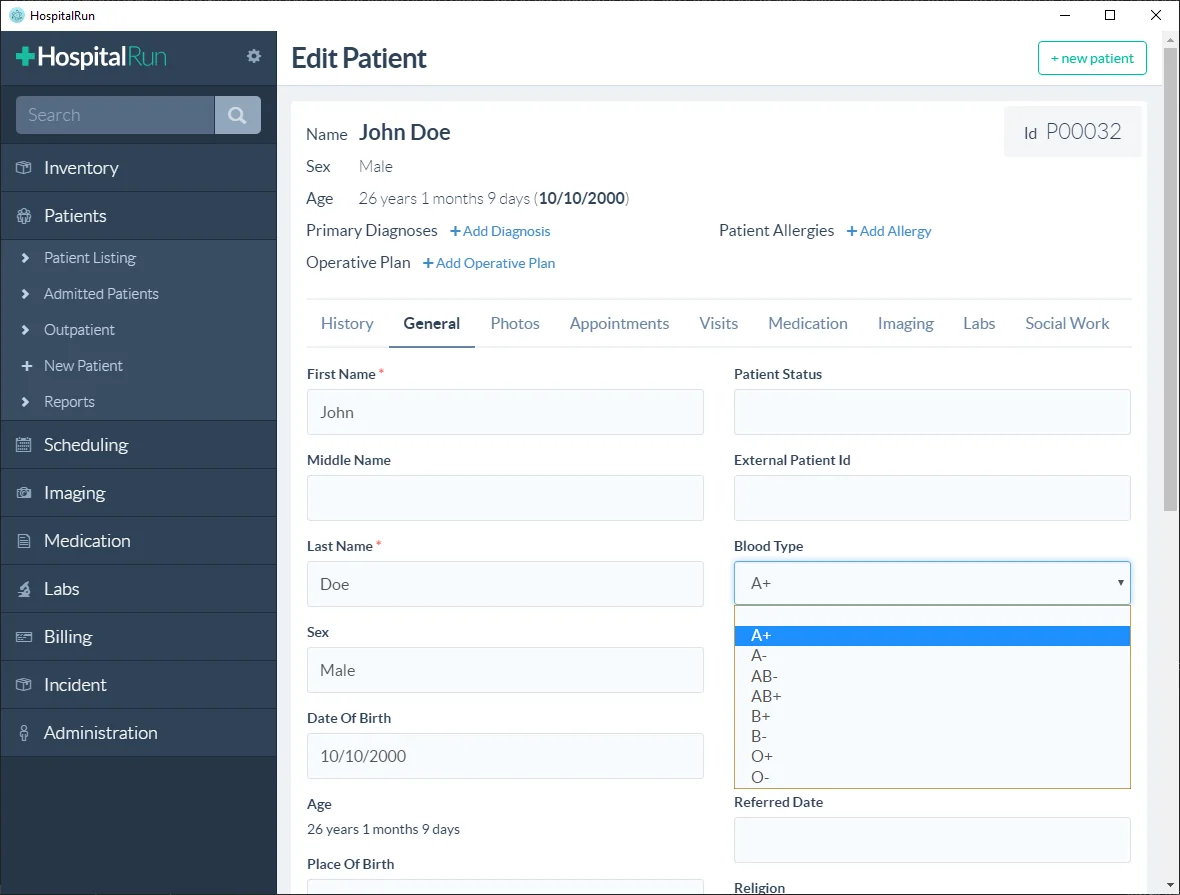 HospitalRun
HospitalRun
Search
Inventory
Patients
Patient Listing
Admitted Patients
Outpatient
+ New Patient
Reports
Scheduling
Imaging
Medication
Labs
Billing
Incident
Administration
Edit Patient
+ new patient
Name John Doe
Id P00032
Sex Male
Age 26 years 1 months 9 days (10/10/2000)
Primary Diagnoses +Add Diagnosis
Patient Allergies +Add Allergy
Operative Plan +Add Operative Plan
History General Photos Appointments Visits Medication Imaging Labs Social Work
First Name *
John
Middle Name
Last Name *
Doe
Sex
Male
Date Of Birth
10/10/2000
Age
26 years 1 months 9 days
Place Of Birth
Patient Status
External Patient Id
Blood Type
A+
A+
A-
AB-
AB+
B+
B-
O+
O-
Referred Date
Religion